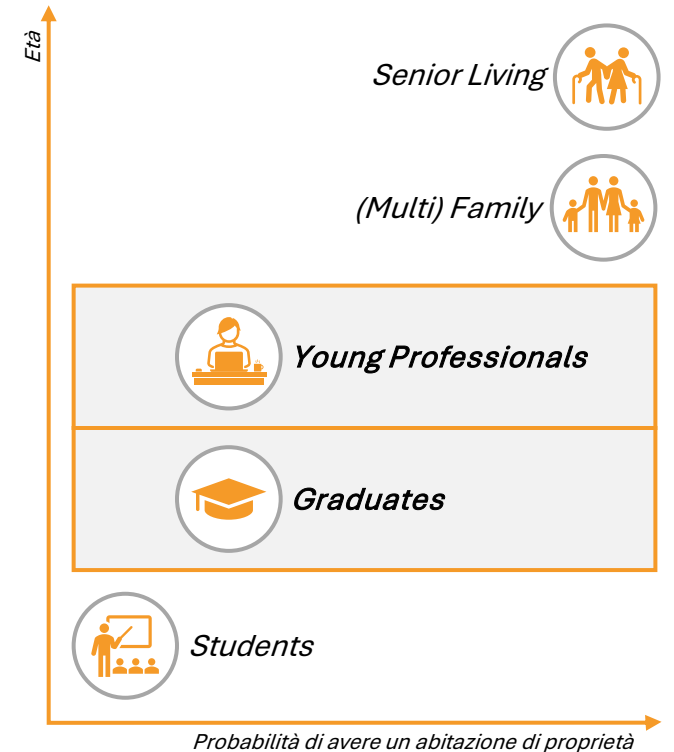 Età
Senior Living
(Multi) Family
Young Professionals
Graduates
Students
Probabilità di avere un abitazione di proprietà